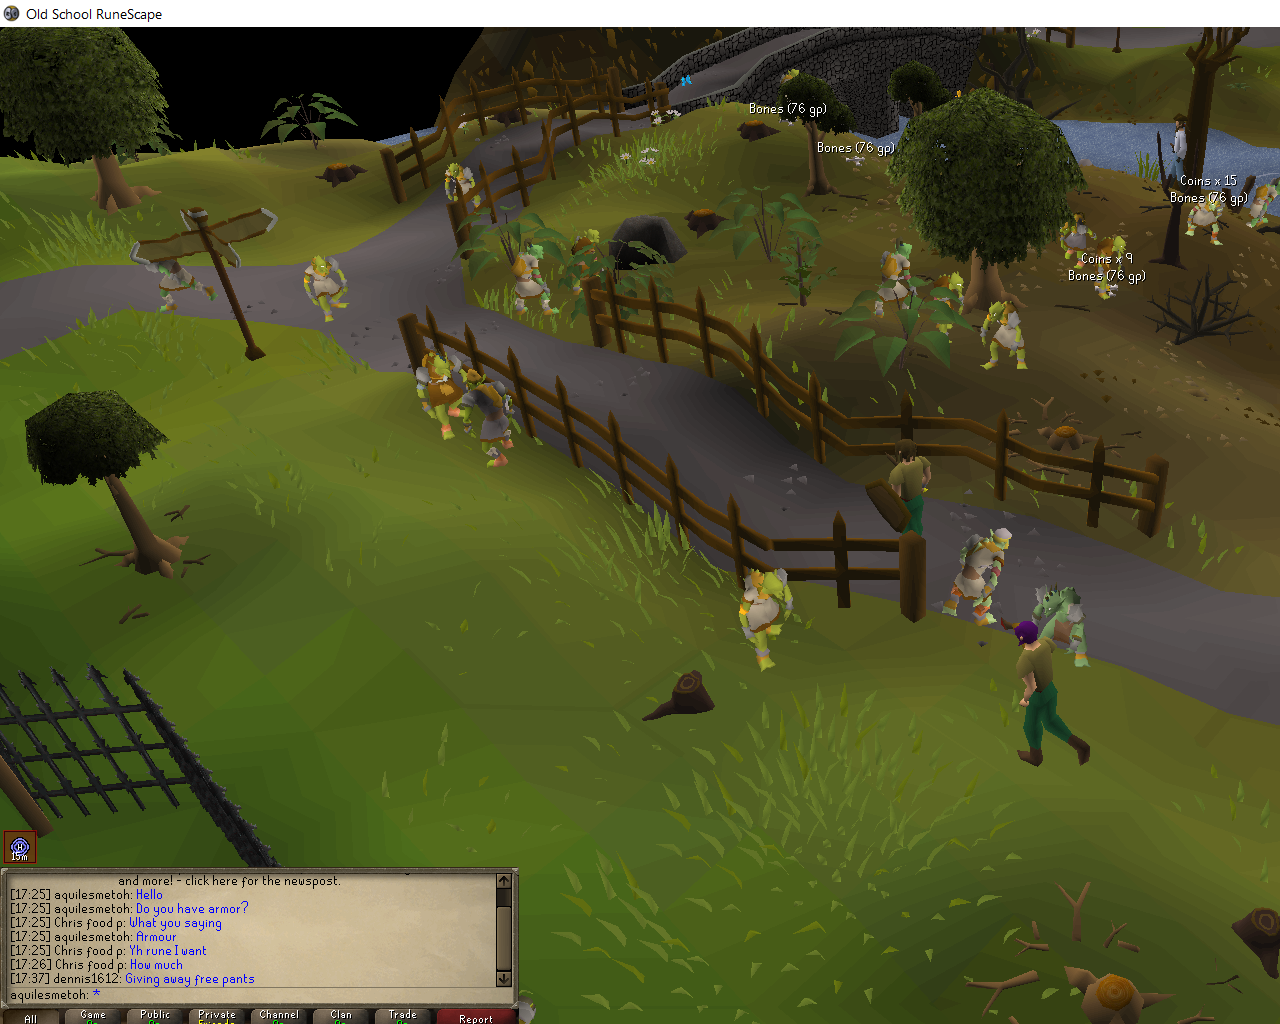 Old School RuneScape
Bones (76 gp)
Bones (76 gp)
Coins x 15
Bones (76 gp)
Coins x 9
Bones (76 gp)
H
15m
and more! - click here for the newspost.
[17:25] aquilesmetoh: Hello
[17:25] aquilesmetoh: Do you have armor?
[17:25] Chris food p: What you saying
[17:25] aquilesmetoh: Armour
[17:25] Chris food p: Yh rune I want
[17:26] Chris food p: How much
[17:37] dennis1612: Giving away free pants
aquilesmetoh: *
All Game Public Private Channel Clan Trade Report
Friends